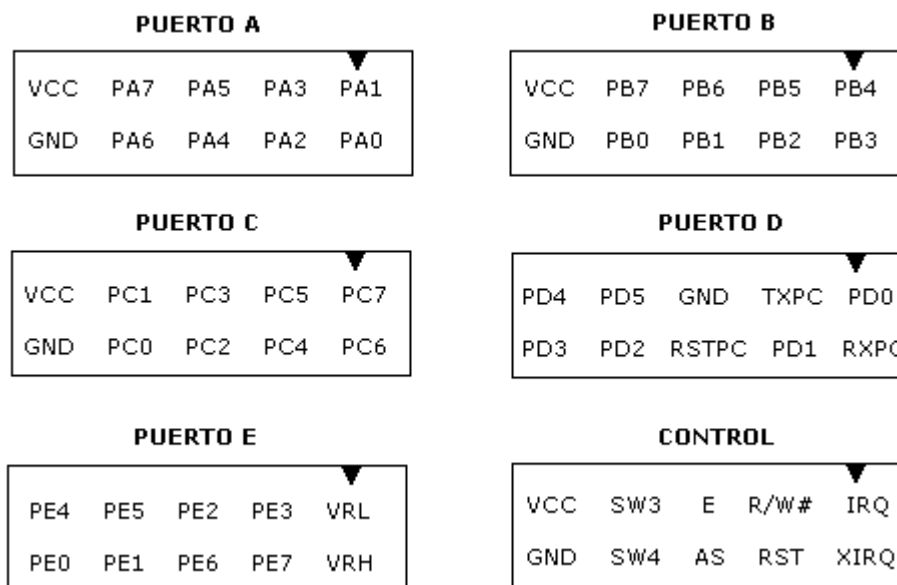 PUERTO A
VCC PA7 PA5 PA3 PA1
GND PA6 PA4 PA2 PA0
PUERTO B
VCC PB7 PB6 PB5 PB4
GND PB0 PB1 PB2 PB3
PUERTO C
VCC PC1 PC3 PC5 PC7
GND PC0 PC2 PC4 PC6
PUERTO D
PD4 PD5 GND TXPC PD0
PD3 PD2 RSTPC PD1 RXPC
PUERTO E
PE4 PE5 PE2 PE3 VRL
PE0 PE1 PE6 PE7 VRH
CONTROL
VCC SW3 E R/W# IRQ
GND SW4 AS RST XIRQ